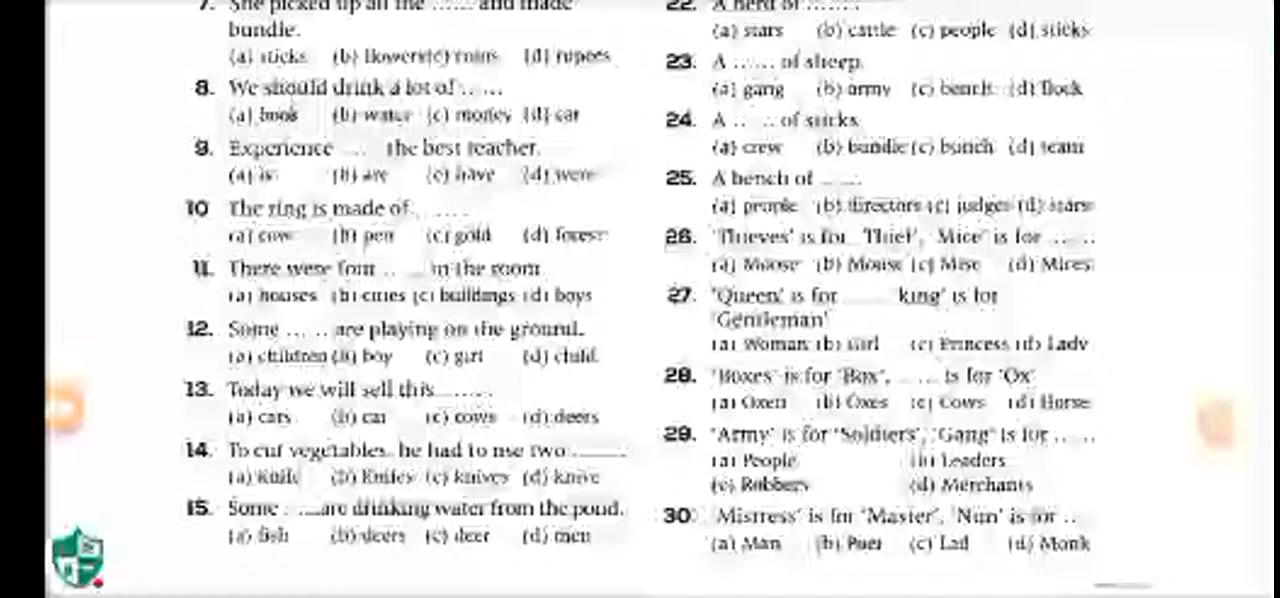 7. She picked up all the ...... and made
bundle.
(a) sticks (b) flowers (c) coins (d) rupees
8. We should drink a lot of ......
(a) book (b) water (c) money (d) car
9. Experience .... the best teacher.
(a) is (b) are (c) have (d) were
10 The ring is made of .......
(a) cow (b) pen (c) gold (d) forest
11. There were four ...... in the room
(a) houses (b) cities (c) buildings (d) boys
12. Some ...... are playing on the ground.
(a) children (b) boy (c) girl (d) child
13. Today we will sell this .......
(a) cars (b) car (c) cows (d) deers
14. To cut vegetables, he had to use two .......
(a) knife (b) knifes (c) knives (d) knive
15. Some ...... are drinking water from the pond.
(a) fish (b) deers (c) deer (d) men
22. A herd of .......
(a) stars (b) cattle (c) people (d) sticks
23. A ...... of sheep.
(a) gang (b) army (c) bench (d) flock
24. A ...... of sticks
(a) crew (b) bundle (c) bunch (d) team
25. A bench of ......
(a) people (b) directors (c) judges (d) stars
26. 'Thieves' is for 'Thief', 'Mice' is for ......
(a) Moose (b) Mouse (c) Mise (d) Mices
27. 'Queen' is for ...... 'king' is for
'Gentleman'
(a) Woman (b) Girl (c) Princess (d) Lady
28. 'Boxes' is for 'Box', ...... is for 'Ox'
(a) Oxen (b) Oxes (c) Cows (d) Horse
29. 'Army' is for 'Soldiers', 'Gang' is for ......
(a) People (b) Leaders
(c) Robbers (d) Merchants
30. 'Mistress' is for 'Master', 'Nun' is for ..
(a) Man (b) Poet (c) Lad (d) Monk